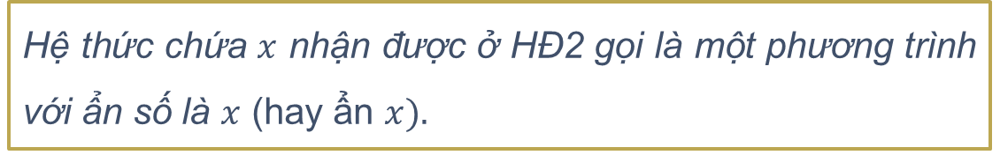 Hệ thức chứa 𝑥 nhận được ở HĐ2 gọi là một phương trình
với ẩn số là 𝑥 (hay ẩn 𝑥).